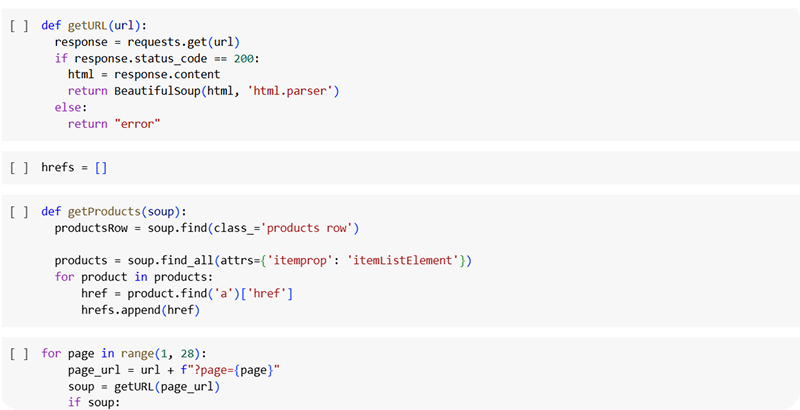 [ ] def getURL(url):
response = requests.get(url)
if response.status_code == 200:
html = response.content
return BeautifulSoup(html, 'html.parser')
else:
return "error"
[ ] hrefs = []
[ ] def getProducts(soup):
productsRow = soup.find(class_='products row')
products = soup.find_all(attrs={'itemprop': 'itemListElement'})
for product in products:
href = product.find('a')['href']
hrefs.append(href)
[ ] for page in range(1, 28):
page_url = url + f"?page={page}"
soup = getURL(page_url)
if soup: